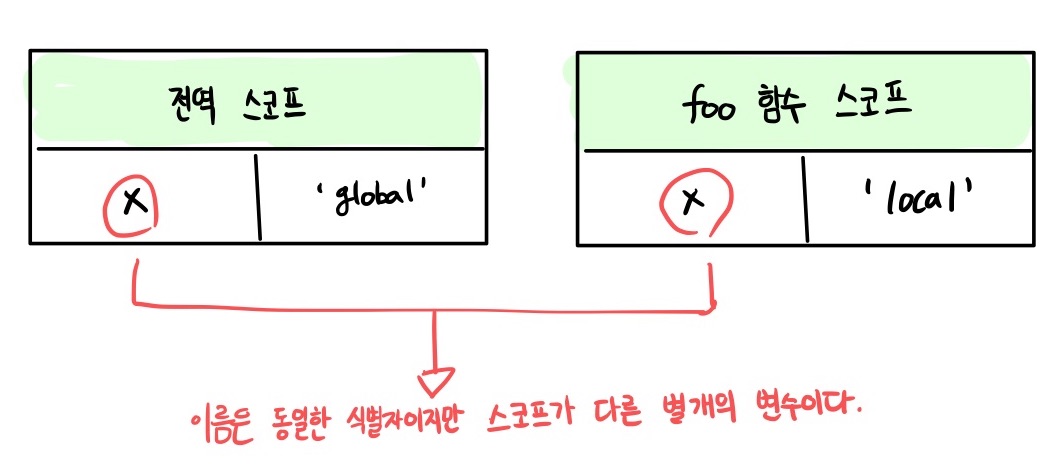 전역 스코프
foo 함수 스코프
x
'global'
x
'local'
이름은 동일한 식별자이지만 스코프가 다른 별개의 변수이다.